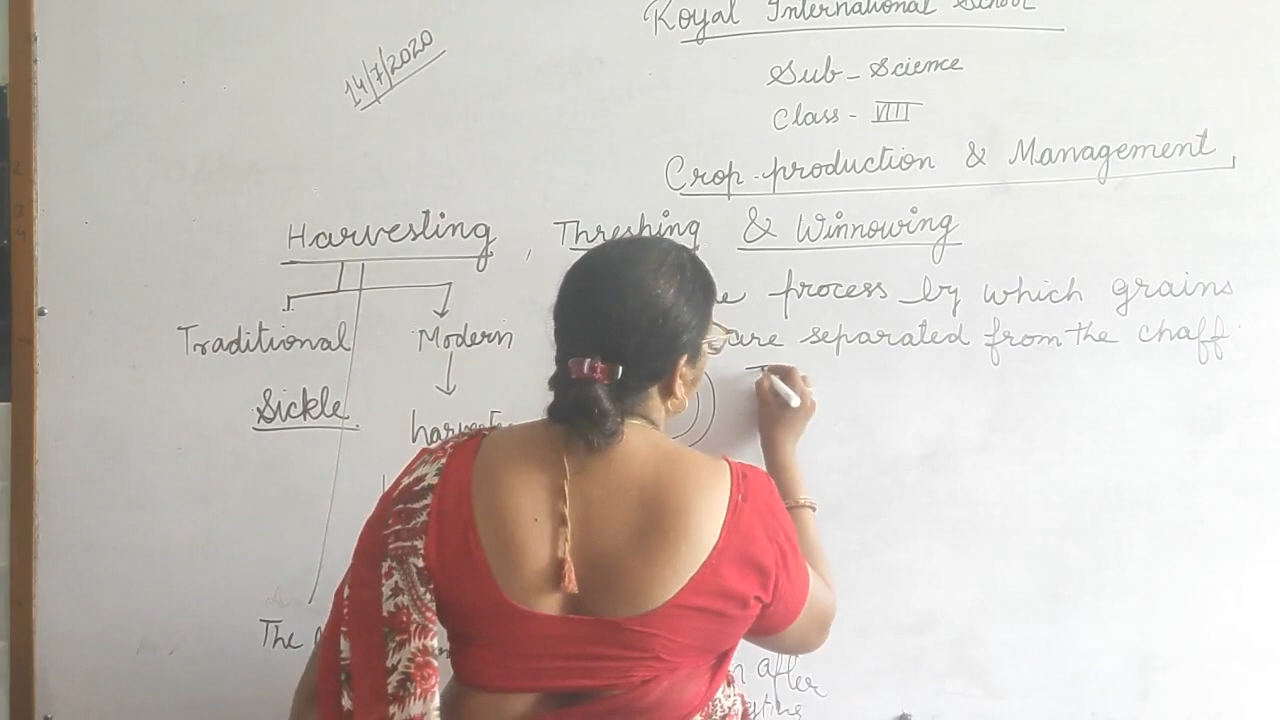 Koyal International School
14/7/2020
Sub - Science
Class - VIII
Crop production & Management
Harvesting , Threshing & Winnowing
process by which grains
Traditional Modern are separated from the chaff
Sickle.
The
after